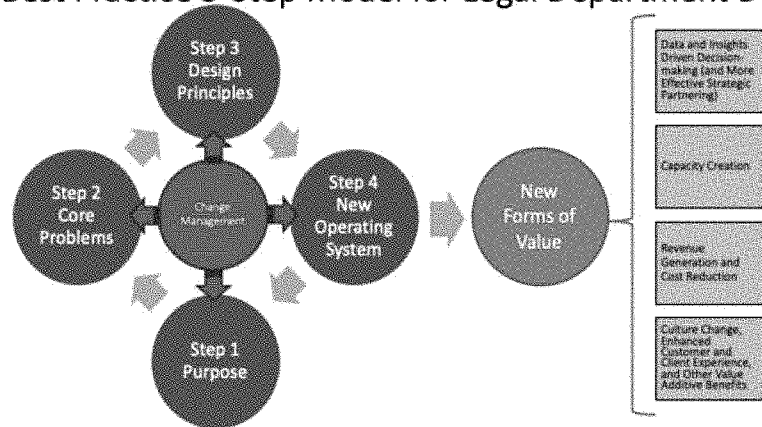 Best Practice 5-Step Model for Legal Department D
Step 3
Design
Principles
Step 2
Core
Problems
Change
Management
Step 4
New
Operating
System
Step 1
Purpose
New
Forms of
Value
Data and Insights
Driven Decision-
making (and More
Effective Strategic
Partnering)
Capacity Creation
Revenue
Generation and
Cost Reduction
Culture Change,
Enhanced
Customer and
Client Experience,
and Other Value
Additive Benefits